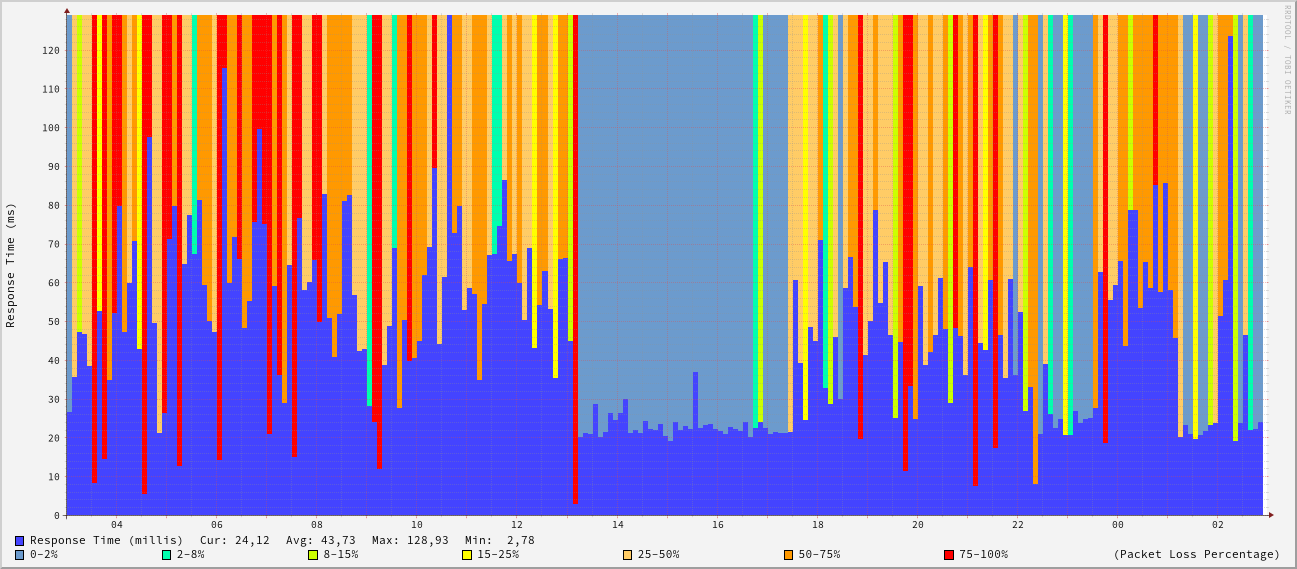 RRDTOOL / TOBI OETIKER
Response Time (ms)
120
110
100
90
80
70
60
50
40
30
20
10
0
04 06 08 10 12 14 16 18 20 22 00 02
Response Time (millis) Cur: 24,12 Avg: 43,73 Max: 128,93 Min: 2,78
0-2% 2-8% 8-15% 15-25% 25-50% 50-75% 75-100% (Packet Loss Percentage)